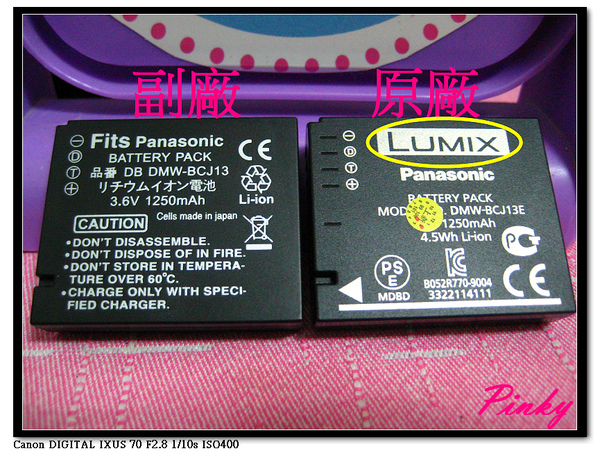 副廠
原廠
Fits Panasonic
BATTERY PACK
品番 DB DMW-BCJ13
リチウムイオン電池
3.6V 1250mAh
Li-ion
Cells made in japan
CAUTION
•DON'T DISASSEMBLE.
•DON'T DISPOSE OF IN FIRE.
•DON'T STORE IN TEMPERA-
TURE OVER 60°C.
•CHARGE ONLY WITH SPECI-
FIED CHARGER.
D
T
CE
LUMIX
Panasonic
BATTERY PACK
DMW-BCJ13E
1250mAh
4.5Wh Li-ion
D
T
PS
E
MDBD
B052R770-9004
3322114111
CE
Pinky
Canon DIGITAL IXUS 70 F2.8 1/10s ISO400